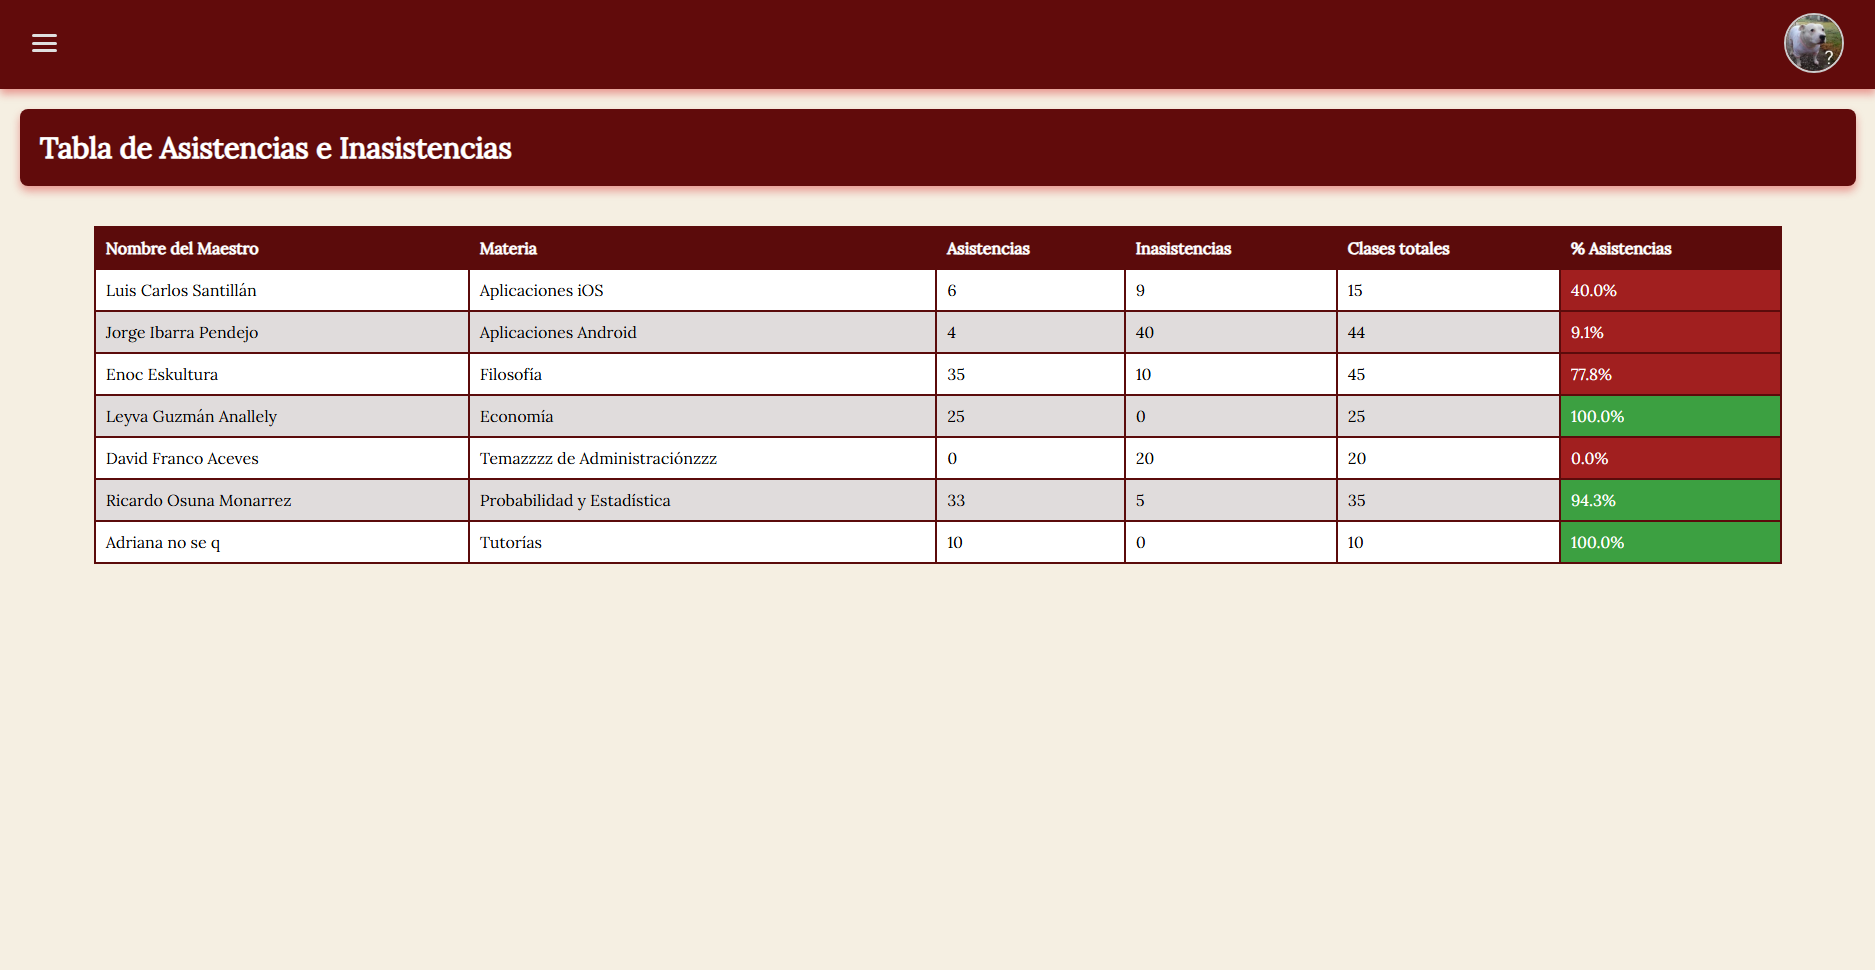 ?
Tabla de Asistencias e Inasistencias
Nombre del Maestro Materia Asistencias Inasistencias Clases totales % Asistencias
Luis Carlos Santillán Aplicaciones iOS 6 9 15 40.0%
Jorge Ibarra Pendejo Aplicaciones Android 4 40 44 9.1%
Enoc Eskultura Filosofía 35 10 45 77.8%
Leyva Guzmán Anallely Economía 25 0 25 100.0%
David Franco Aceves Temazzzz de Administraciónzzz 0 20 20 0.0%
Ricardo Osuna Monarrez Probabilidad y Estadística 33 5 35 94.3%
Adriana no se q Tutorías 10 0 10 100.0%